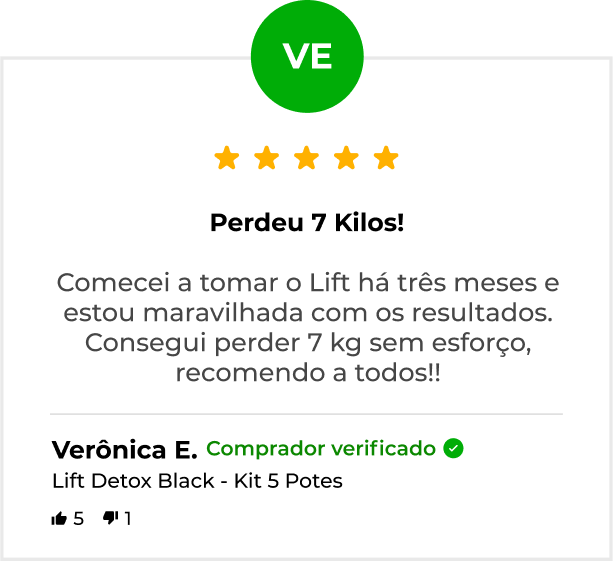 VE
Perdeu 7 Kilos!
Comecei a tomar o Lift há três meses e
estou maravilhada com os resultados.
Consegui perder 7 kg sem esforço,
recomendo a todos!!
Verônica E. Comprador verificado
Lift Detox Black - Kit 5 Potes
5 1